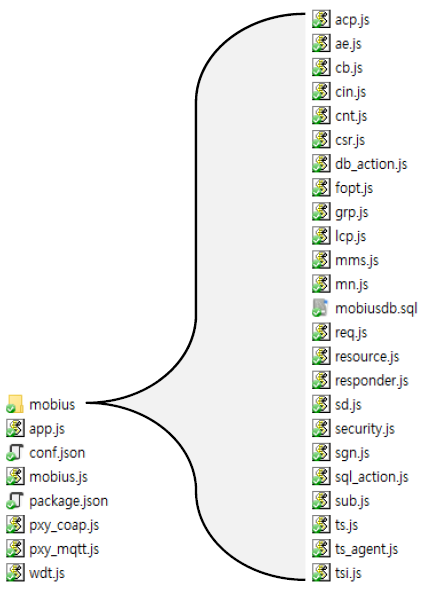 mobius
app.js
conf.json
mobius.js
package.json
pxy_coap.js
pxy_mqtt.js
wdt.js
acp.js
ae.js
cb.js
cin.js
cnt.js
csr.js
db_action.js
fopt.js
grp.js
lcp.js
mms.js
mn.js
mobiusdb.sql
req.js
resource.js
responder.js
sd.js
security.js
sgn.js
sql_action.js
sub.js
ts.js
ts_agent.js
tsi.js